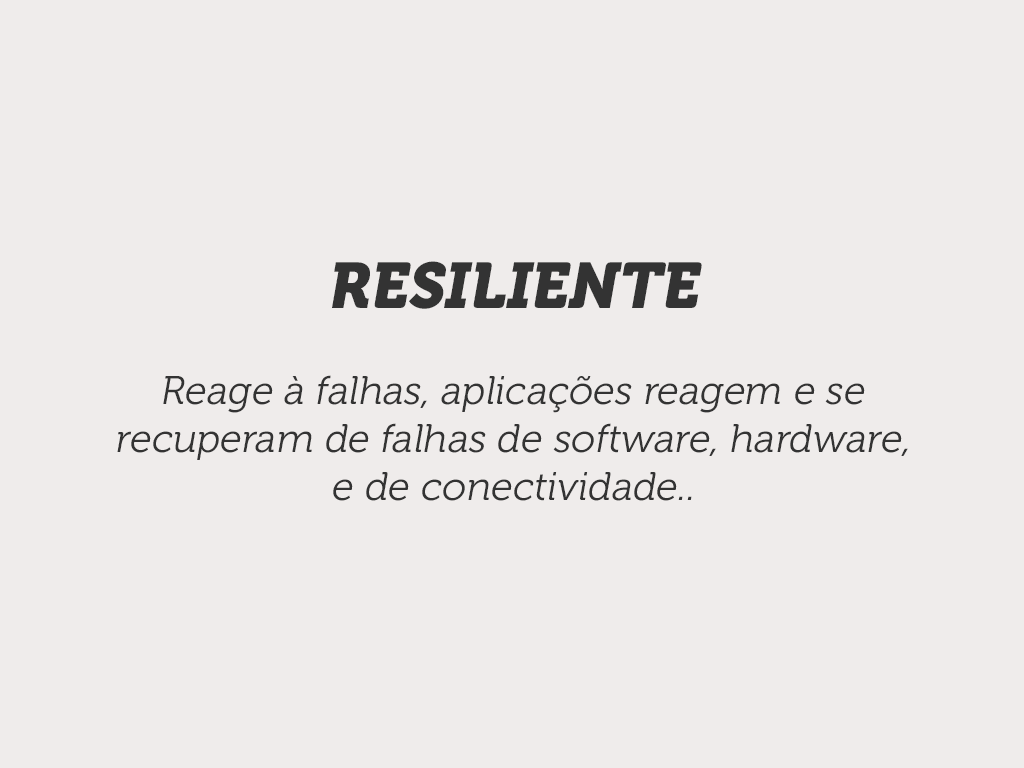 RESILIENTE
Reage à falhas, aplicações reagem e se
recuperam de falhas de software, hardware,
e de conectividade..